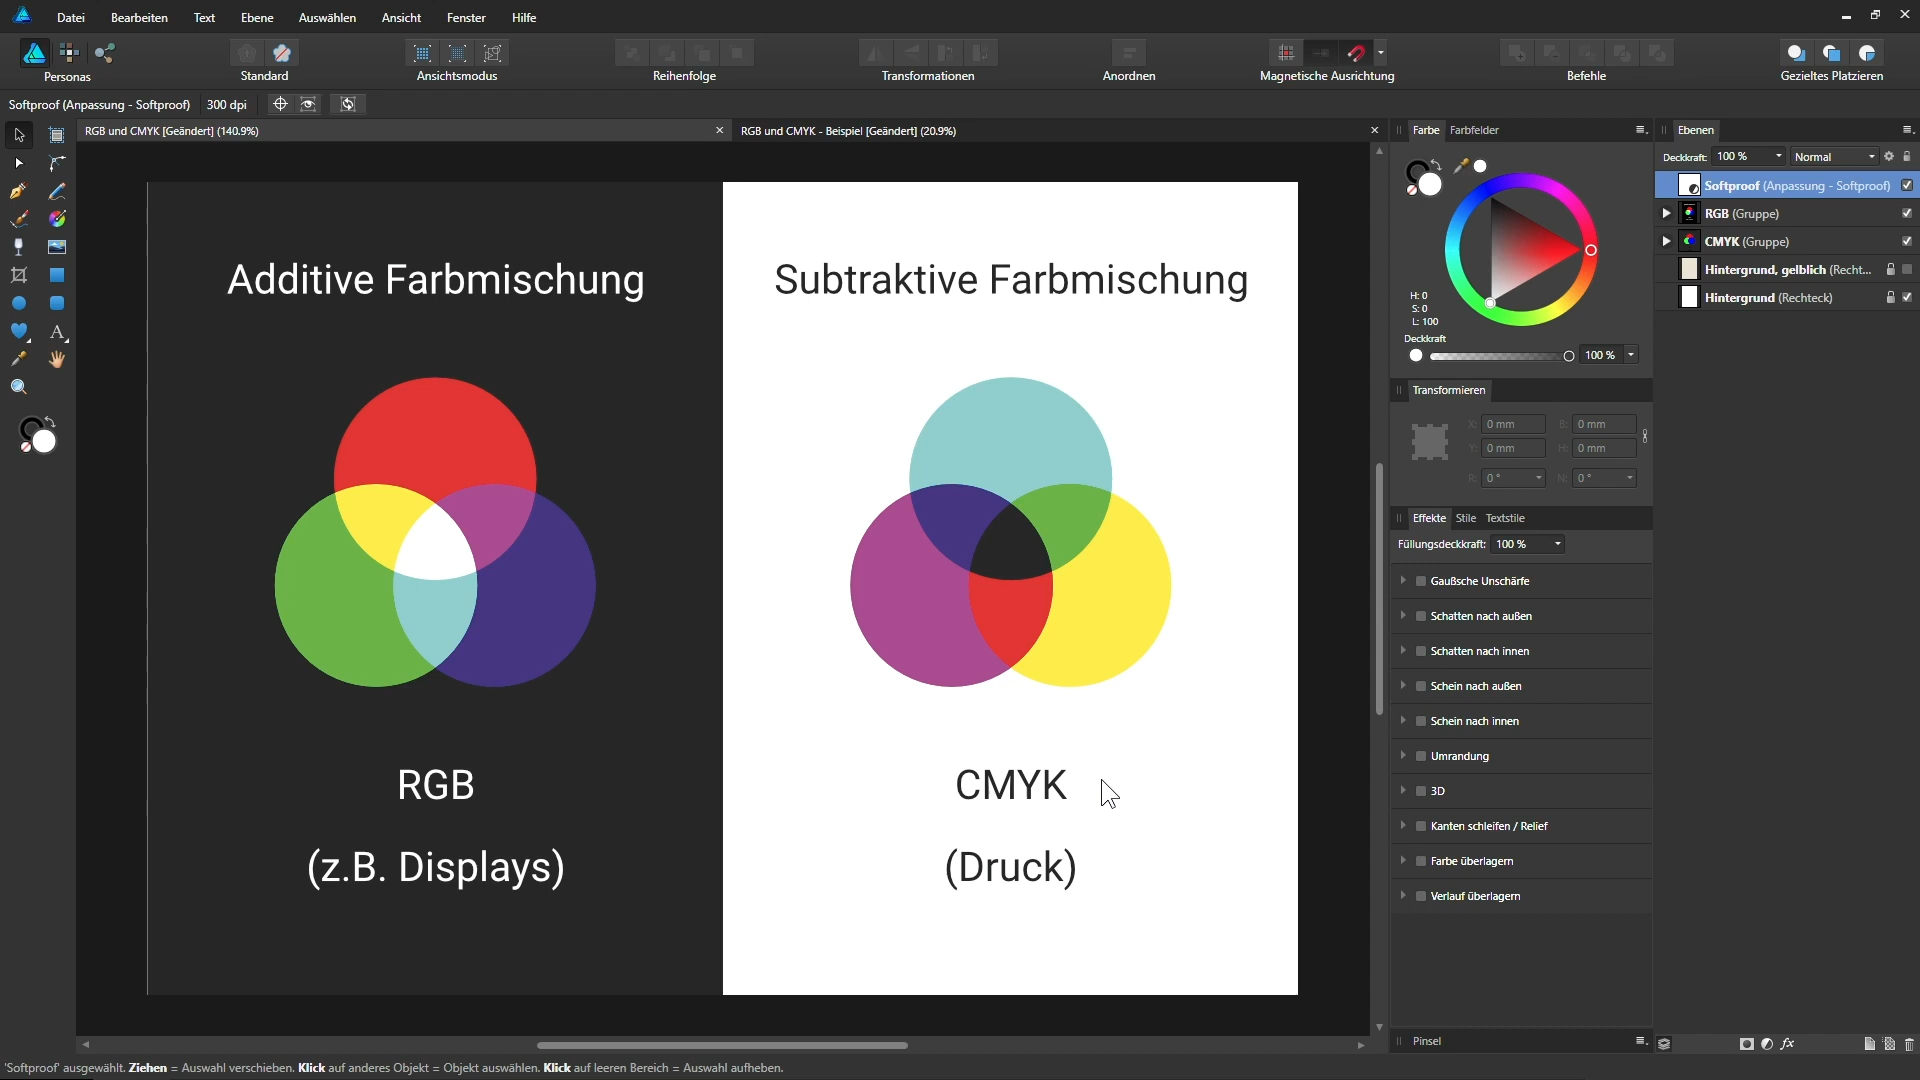 Datei Bearbeiten Text Ebene Auswählen Ansicht Fenster Hilfe
Personas Standard Ansichtsmodus Reihenfolge Transformationen Anordnen Magnetische Ausrichtung Befehle Gezieltes Platzieren
Softproof (Anpassung - Softproof) 300 dpi
RGB und CMYK [Geändert] (140.9%)
RGB und CMYK - Beispiel [Geändert] (20.9%)
Additive Farbmischung
RGB
(z.B. Displays)
Subtraktive Farbmischung
CMYK
(Druck)
Farbe Farbfelder
H: 0
S: 0
L: 100
Deckkraft
100 %
Transformieren
X: 0 mm B: 0 mm
Y: 0 mm H: 0 mm
R: 0 ° N: 0 °
Effekte Stile Textstile
Füllungsdeckkraft: 100 %
Gaußsche Unschärfe
Schatten nach außen
Schatten nach innen
Schein nach außen
Schein nach innen
Umrandung
3D
Kanten schleifen / Relief
Farbe überlagern
Verlauf überlagern
Pinsel
Ebenen
Deckkraft: 100 % Normal
Softproof (Anpassung - Softproof)
RGB (Gruppe)
CMYK (Gruppe)
Hintergrund, gelblich (Recht...
Hintergrund (Rechteck)
fx
'Softproof' ausgewählt. Ziehen = Auswahl verschieben. Klick auf anderes Objekt = Objekt auswählen. Klick auf leeren Bereich = Auswahl aufheben.